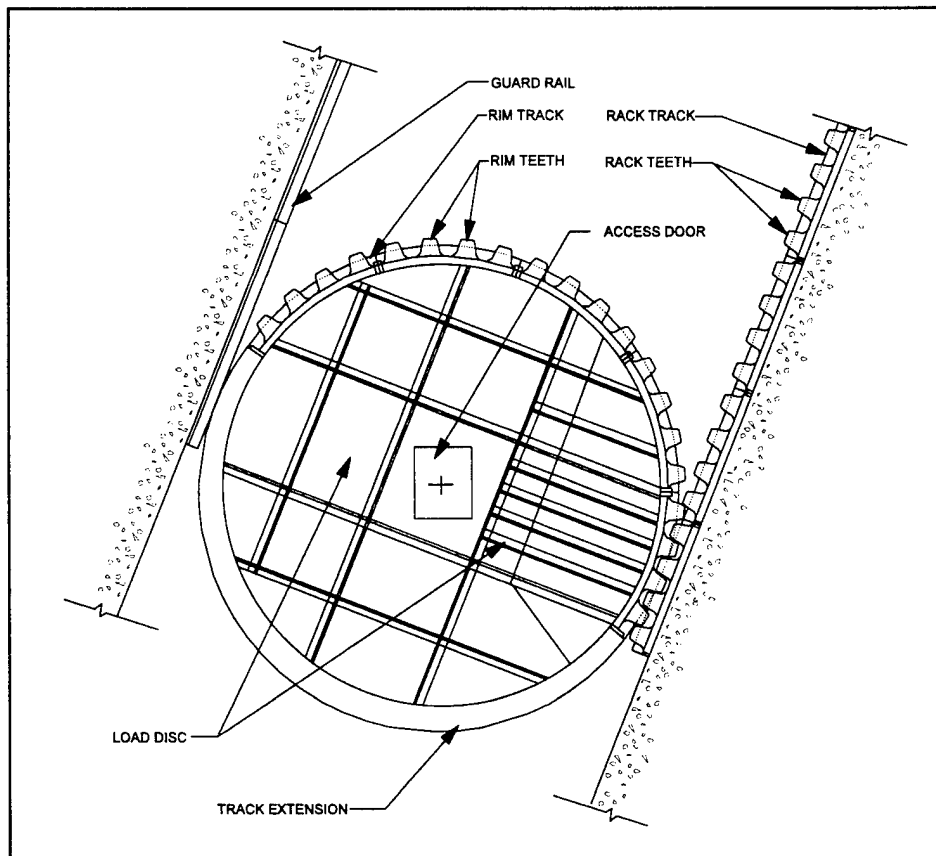 GUARD RAIL
RIM TRACK
RACK TRACK
RIM TEETH
RACK TEETH
ACCESS DOOR
LOAD DISC
TRACK EXTENSION